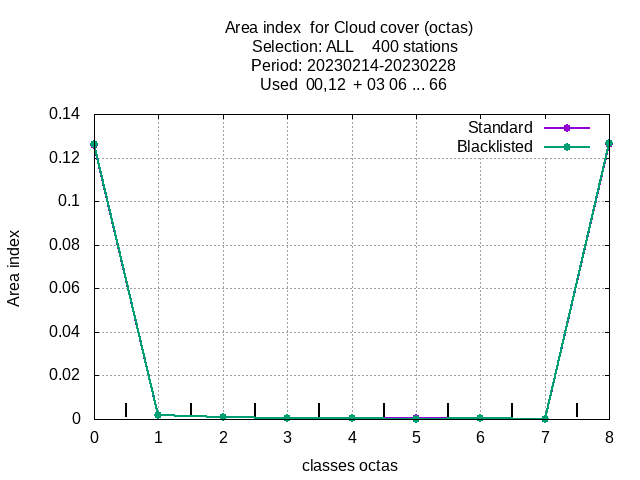 Area index  for Cloud cover (octas)
Selection: ALL    400 stations
Period: 20230214-20230228
Used  00,12  + 03 06 ... 66
Standard
Blacklisted
Area index
0.14
0.12
0.1
0.08
0.06
0.04
0.02
0
0 1 2 3 4 5 6 7 8
classes octas